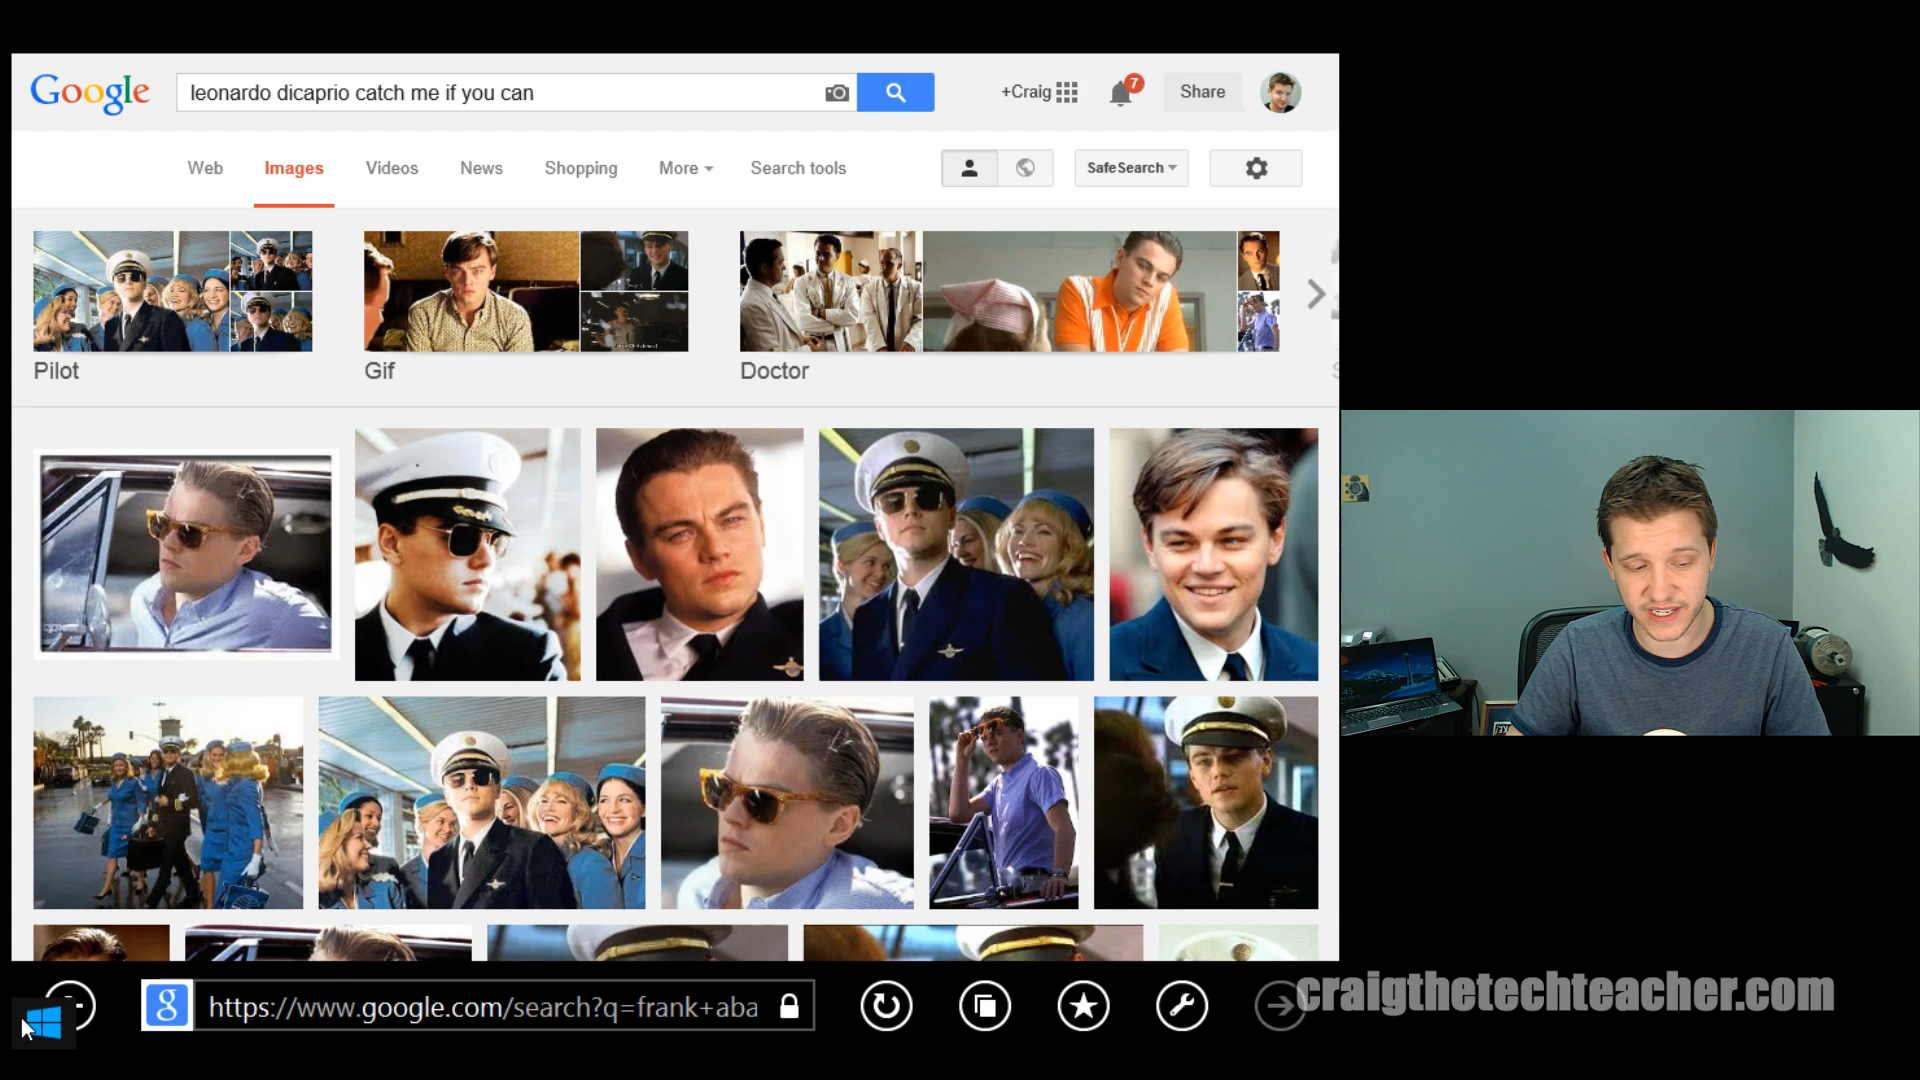 Google
leonardo dicaprio catch me if you can
+Craig
7
Share
Web
Images
Videos
News
Shopping
More
Search tools
SafeSearch
Pilot
Gif
Doctor
g
https://www.google.com/search?q=frank+aba
craigthetechteacher.com